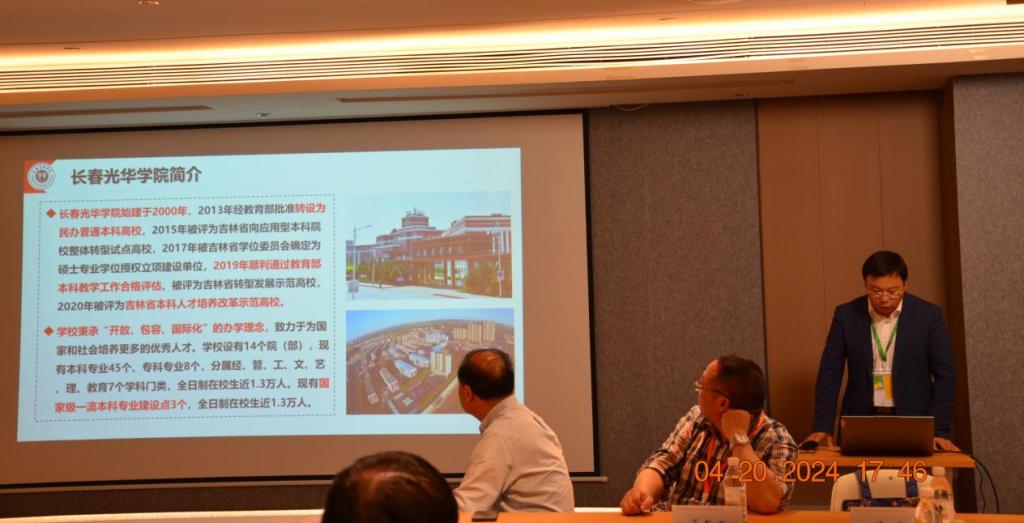 长春光华学院简介
长春光华学院始建于2000年，2013年经教育部批准转设为
民办普通本科高校，2015年被评为吉林省向应用型本科院
校整体转型试点高校，2017年被吉林省学位委员会确定为
硕士专业学位授权立项建设单位，2019年顺利通过教育部
本科教学工作合格评估、被评为吉林省转型发展示范高校，
2020年被评为吉林省本科人才培养改革示范高校。
学校秉承“开放、包容、国际化”的办学理念，致力于为国
家和社会培养更多的优秀人才。学校设有14个院（部），现
有本科专业45个、专科专业8个，分属经、管、工、文、艺
、理、教育7个学科门类，全日制在校生近1.3万人。现有国
家级一流本科专业建设点3个，全日制在校生近1.3万人。
04 20 2024 17 46